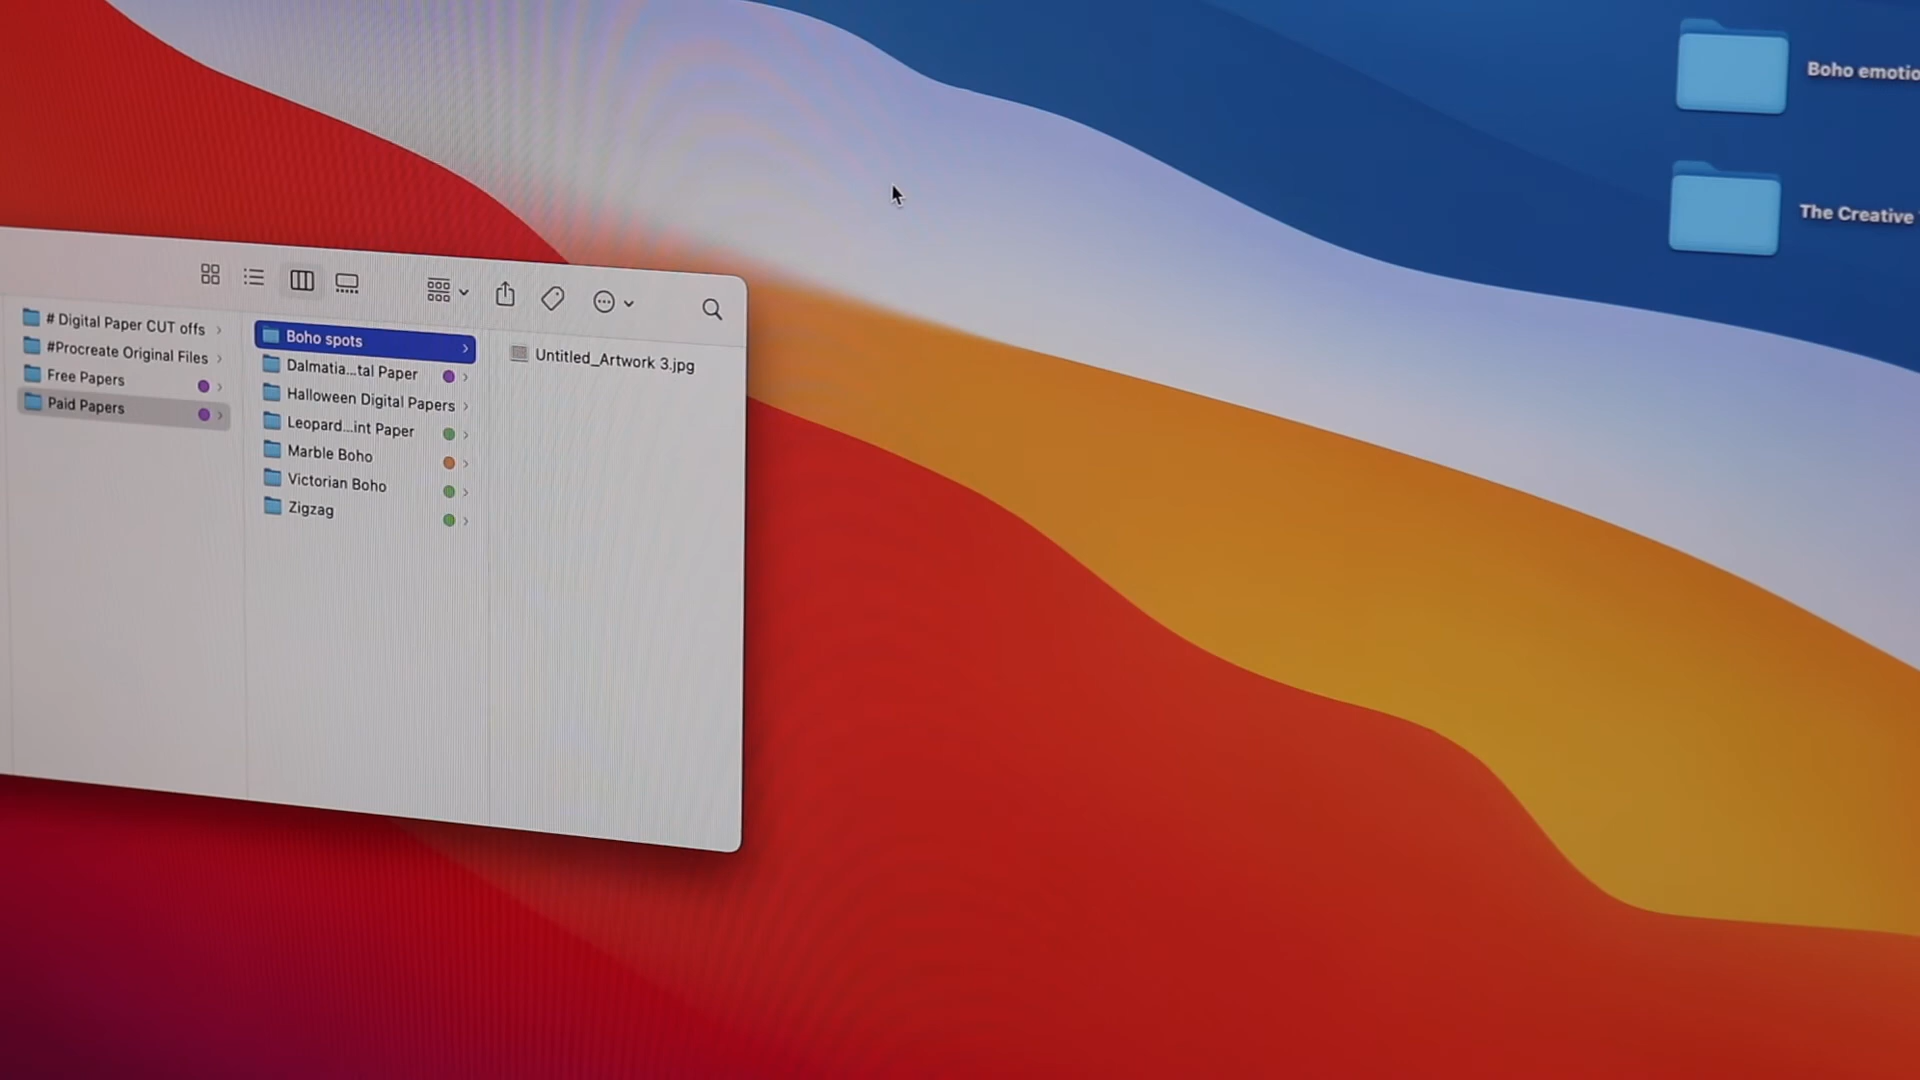 Boho emotio
The Creative
# Digital Paper CUT offs
#Procreate Original Files
Free Papers
Paid Papers
Boho spots
Dalmatia...tal Paper
Halloween Digital Papers
Leopard...int Paper
Marble Boho
Victorian Boho
Zigzag
Untitled_Artwork 3.jpg